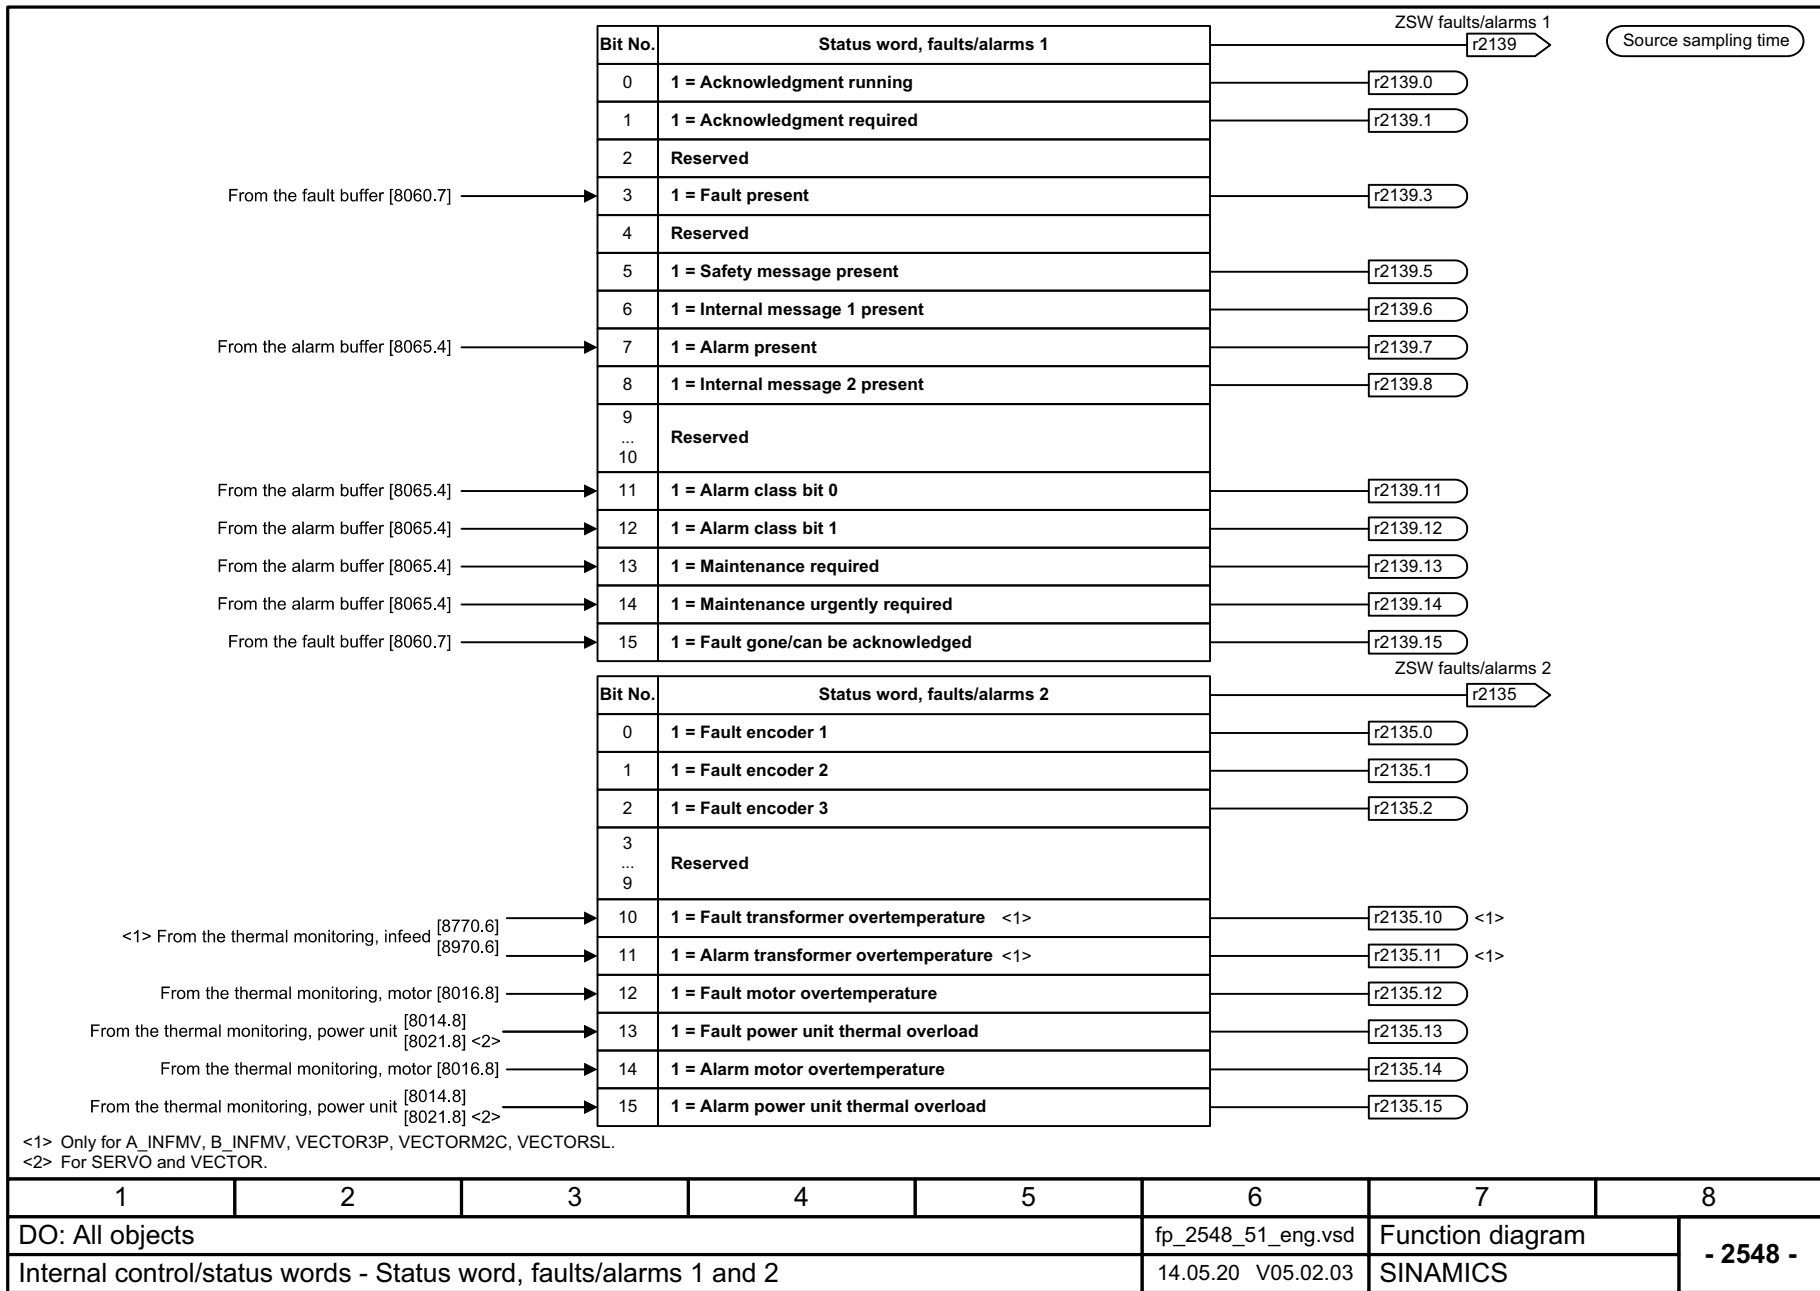 ZSW faults/alarms 1
Bit No. Status word, faults/alarms 1 r2139 Source sampling time
0 1 = Acknowledgment running r2139.0
1 1 = Acknowledgment required r2139.1
2 Reserved
From the fault buffer [8060.7] 3 1 = Fault present r2139.3
4 Reserved
5 1 = Safety message present r2139.5
6 1 = Internal message 1 present r2139.6
From the alarm buffer [8065.4] 7 1 = Alarm present r2139.7
8 1 = Internal message 2 present r2139.8
9
... Reserved
10
From the alarm buffer [8065.4] 11 1 = Alarm class bit 0 r2139.11
From the alarm buffer [8065.4] 12 1 = Alarm class bit 1 r2139.12
From the alarm buffer [8065.4] 13 1 = Maintenance required r2139.13
From the alarm buffer [8065.4] 14 1 = Maintenance urgently required r2139.14
From the fault buffer [8060.7] 15 1 = Fault gone/can be acknowledged r2139.15
ZSW faults/alarms 2
Bit No. Status word, faults/alarms 2 r2135
0 1 = Fault encoder 1 r2135.0
1 1 = Fault encoder 2 r2135.1
2 1 = Fault encoder 3 r2135.2
3
... Reserved
9
<1> From the thermal monitoring, infeed [8770.6] 10 1 = Fault transformer overtemperature <1> r2135.10 <1>
[8970.6] 11 1 = Alarm transformer overtemperature <1> r2135.11 <1>
From the thermal monitoring, motor [8016.8] 12 1 = Fault motor overtemperature r2135.12
From the thermal monitoring, power unit [8014.8] 13 1 = Fault power unit thermal overload r2135.13
[8021.8] <2>
From the thermal monitoring, motor [8016.8] 14 1 = Alarm motor overtemperature r2135.14
From the thermal monitoring, power unit [8014.8] 15 1 = Alarm power unit thermal overload r2135.15
[8021.8] <2>
<1> Only for A_INFMV, B_INFMV, VECTOR3P, VECTORM2C, VECTORSL.
<2> For SERVO and VECTOR.
1 2 3 4 5 6 7 8
DO: All objects fp_2548_51_eng.vsd Function diagram - 2548 -
Internal control/status words - Status word, faults/alarms 1 and 2 14.05.20 V05.02.03 SINAMICS